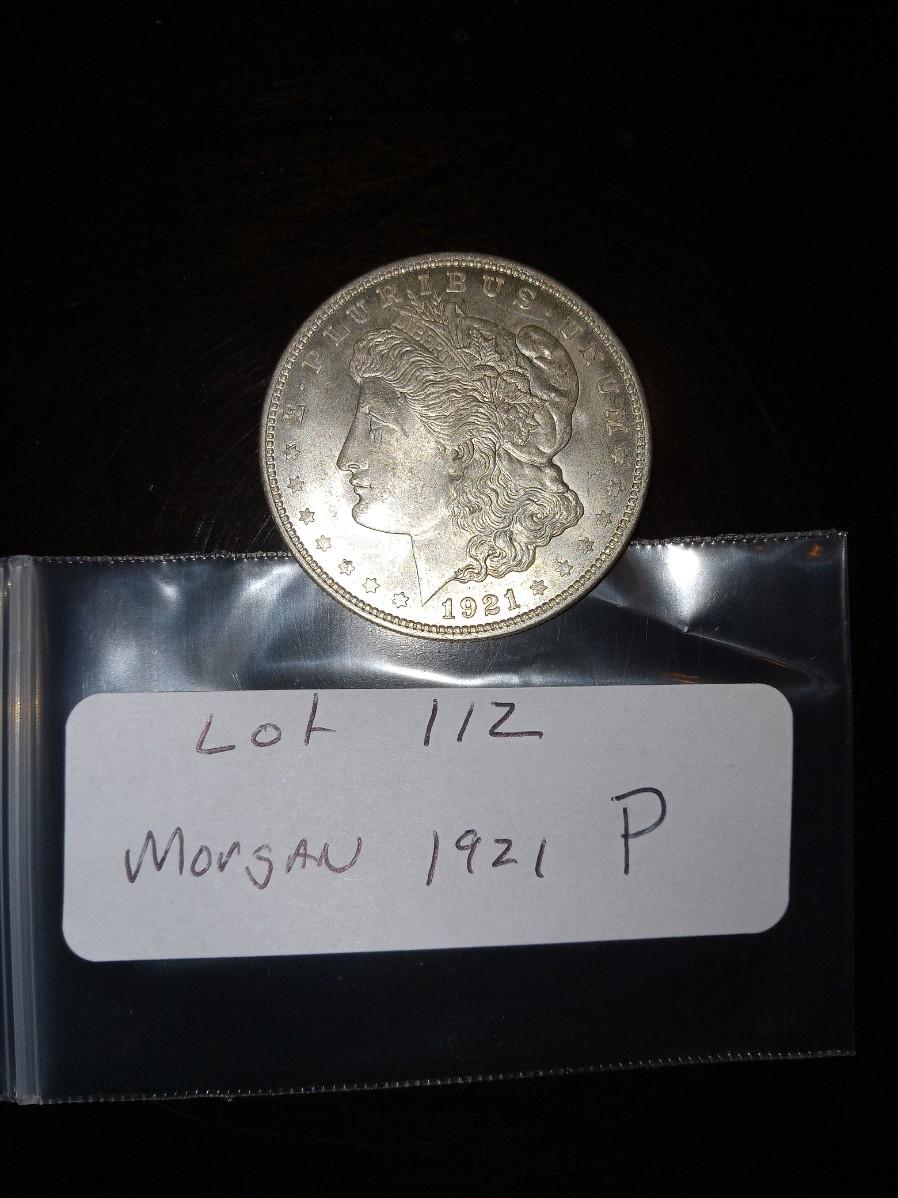 E·PLURIBUS·UNUM
1921
Lot 112
Morgan 1921 P